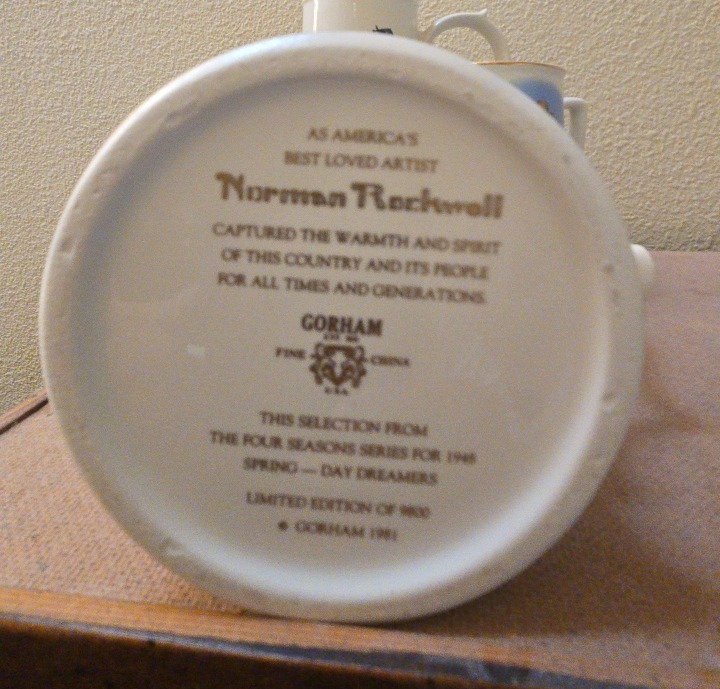 AS AMERICA'S
BEST LOVED ARTIST
Norman Rockwell
CAPTURED THE WARMTH AND SPIRIT
OF THIS COUNTRY AND ITS PEOPLE
FOR ALL TIMES AND GENERATIONS.
GORHAM
FINE CHINA
U.S.A.
THIS SELECTION FROM
THE FOUR SEASONS SERIES FOR
SPRING — DAY DREAMERS
LIMITED EDITION OF 9800
© GORHAM 1981